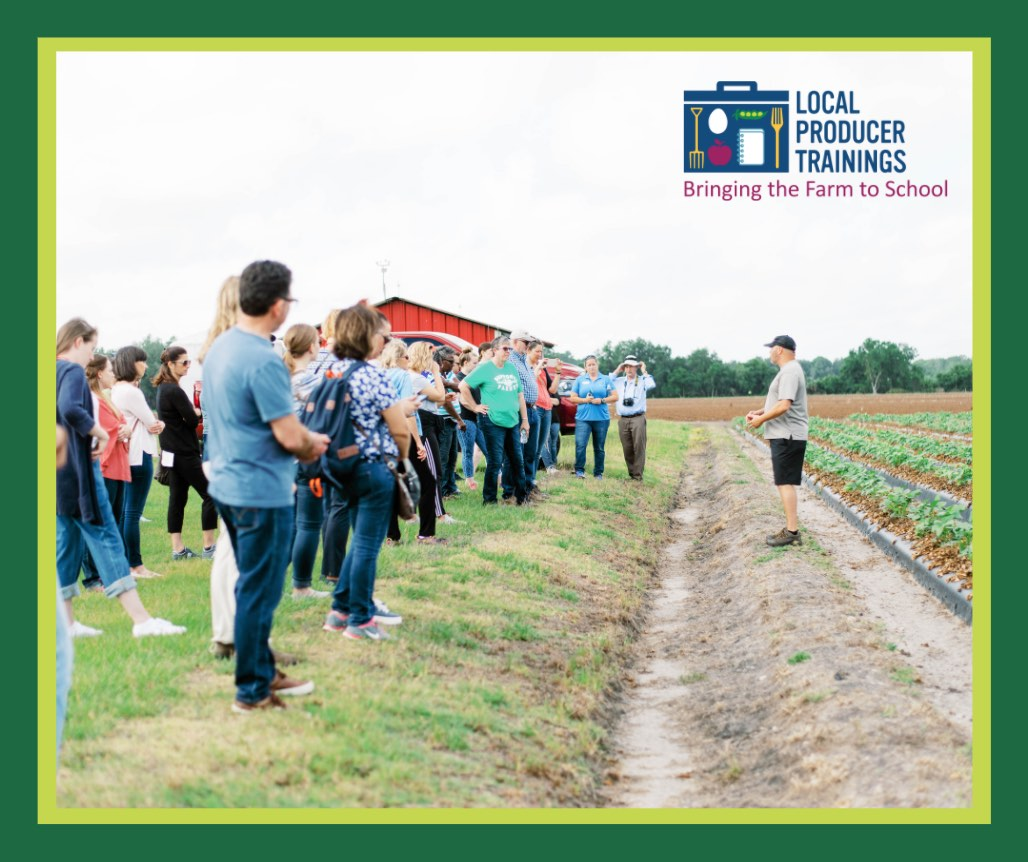 LOCAL
PRODUCER
TRAININGS
Bringing the Farm to School